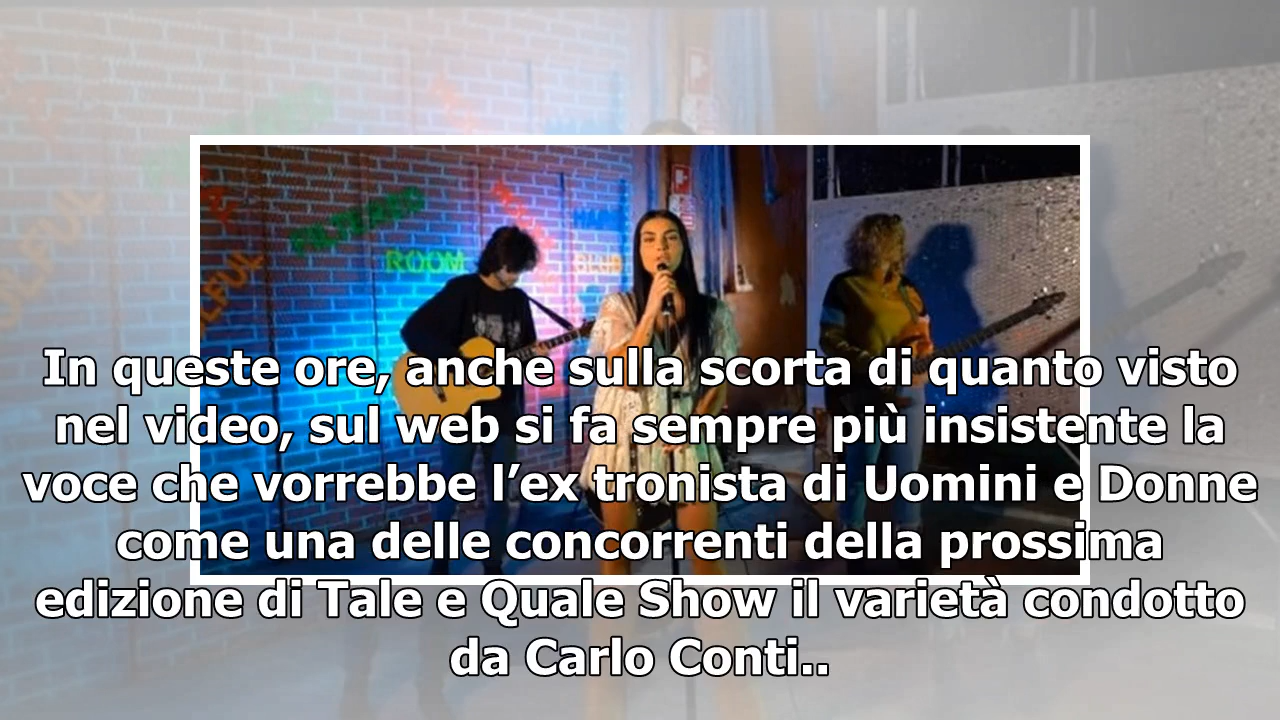 ROOM
In queste ore, anche sulla scorta di quanto visto
nel video, sul web si fa sempre più insistente la
voce che vorrebbe l’ex tronista di Uomini e Donne
come una delle concorrenti della prossima
edizione di Tale e Quale Show il varietà condotto
da Carlo Conti..